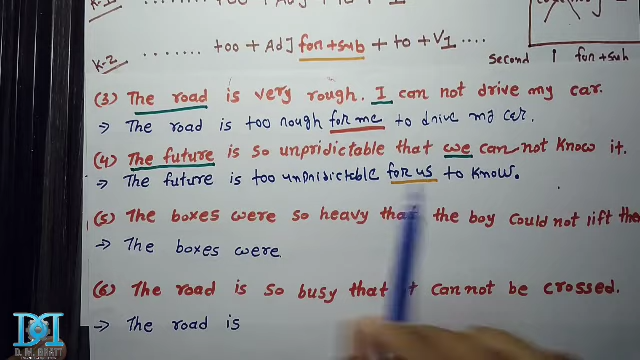 ....... too + Adj for+sub + to + V1 ....
K-2
Second 1 for+sub
(3) The road is very rough. I can not drive my car.
→ The road is too rough for me to drive my car.
(4) The future is so unpridictable that we can not know it.
→ The future is too unpridictable for us to know.
(5) The boxes were so heavy that the boy could not lift the
→ The boxes were
(6) The road is so busy that it cannot be crossed.
→ The road is
D. M. BHATT